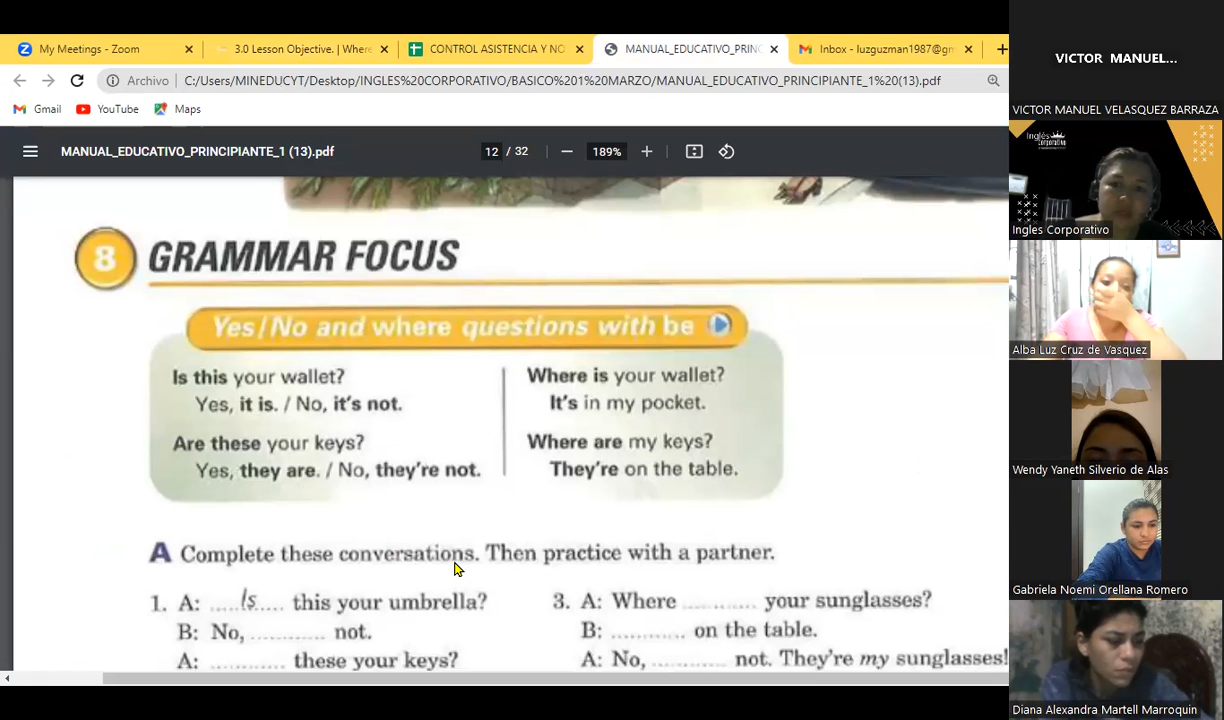 My Meetings - Zoom
3.0 Lesson Objective. | Where
CONTROL ASISTENCIA Y NO
MANUAL_EDUCATIVO_PRINC
Inbox - luzguzman1987@gm
Archivo | C:/Users/MINEDUCYT/Desktop/INGLES%20CORPORATIVO/BASICO%201%20MARZO/MANUAL_EDUCATIVO_PRINCIPIANTE_1%20(13).pdf
Gmail YouTube Maps
MANUAL_EDUCATIVO_PRINCIPIANTE_1 (13).pdf 12 / 32 — 189% +
8 GRAMMAR FOCUS
Yes/No and where questions with be
Is this your wallet?
Yes, it is. / No, it's not.
Are these your keys?
Yes, they are. / No, they're not.
Where is your wallet?
It's in my pocket.
Where are my keys?
They're on the table.
A Complete these conversations. Then practice with a partner.
1. A: .....Is..... this your umbrella?
B: No, ............ not.
A: ............ these your keys?
3. A: Where ............ your sunglasses?
B: ............ on the table.
A: No, ............ not. They're my sunglasses!
VICTOR MANUEL...
VICTOR MANUEL VELASQUEZ BARRAZA
Inglés
Corporativo
Ingles Corporativo
Alba Luz Cruz de Vasquez
Wendy Yaneth Silverio de Alas
Gabriela Noemi Orellana Romero
Diana Alexandra Martell Marroquin